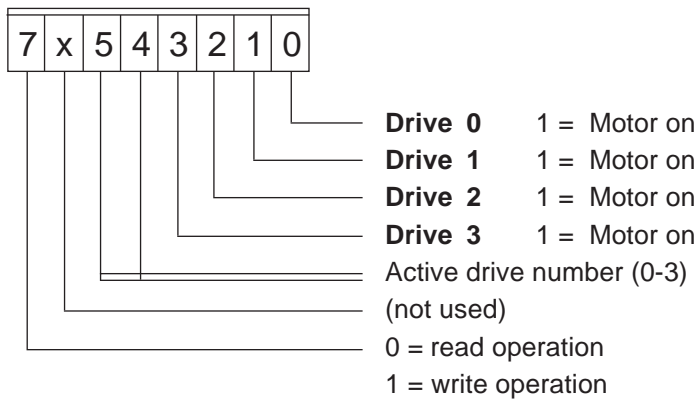 7 x 5 4 3 2 1 0
Drive 0 1 = Motor on
Drive 1 1 = Motor on
Drive 2 1 = Motor on
Drive 3 1 = Motor on
Active drive number (0-3)
(not used)
0 = read operation
1 = write operation